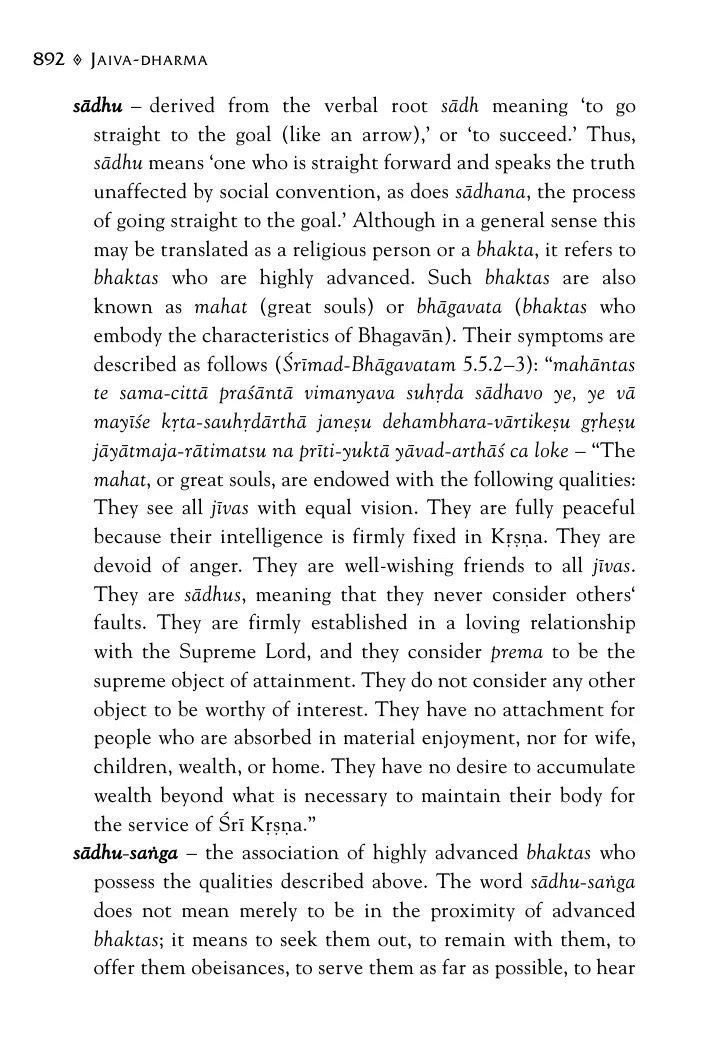 892 ◊ JAIVA-DHARMA
sādhu – derived from the verbal root sādh meaning ‘to go
straight to the goal (like an arrow),’ or ‘to succeed.’ Thus,
sādhu means ‘one who is straight forward and speaks the truth
unaffected by social convention, as does sādhana, the process
of going straight to the goal.’ Although in a general sense this
may be translated as a religious person or a bhakta, it refers to
bhaktas who are highly advanced. Such bhaktas are also
known as mahat (great souls) or bhāgavata (bhaktas who
embody the characteristics of Bhagavān). Their symptoms are
described as follows (Śrīmad-Bhāgavatam 5.5.2–3): “mahāntas
te sama-cittā praśāntā vimanyava suhṛda sādhavo ye, ye vā
mayīśe kṛta-sauhṛdārthā janeṣu dehambhara-vārtikeṣu gṛheṣu
jāyātmaja-rātimatsu na prīti-yuktā yāvad-arthāś ca loke – “The
mahat, or great souls, are endowed with the following qualities:
They see all jīvas with equal vision. They are fully peaceful
because their intelligence is firmly fixed in Kṛṣṇa. They are
devoid of anger. They are well-wishing friends to all jīvas.
They are sādhus, meaning that they never consider others‘
faults. They are firmly established in a loving relationship
with the Supreme Lord, and they consider prema to be the
supreme object of attainment. They do not consider any other
object to be worthy of interest. They have no attachment for
people who are absorbed in material enjoyment, nor for wife,
children, wealth, or home. They have no desire to accumulate
wealth beyond what is necessary to maintain their body for
the service of Śrī Kṛṣṇa.”
sādhu-saṅga – the association of highly advanced bhaktas who
possess the qualities described above. The word sādhu-saṅga
does not mean merely to be in the proximity of advanced
bhaktas; it means to seek them out, to remain with them, to
offer them obeisances, to serve them as far as possible, to hear